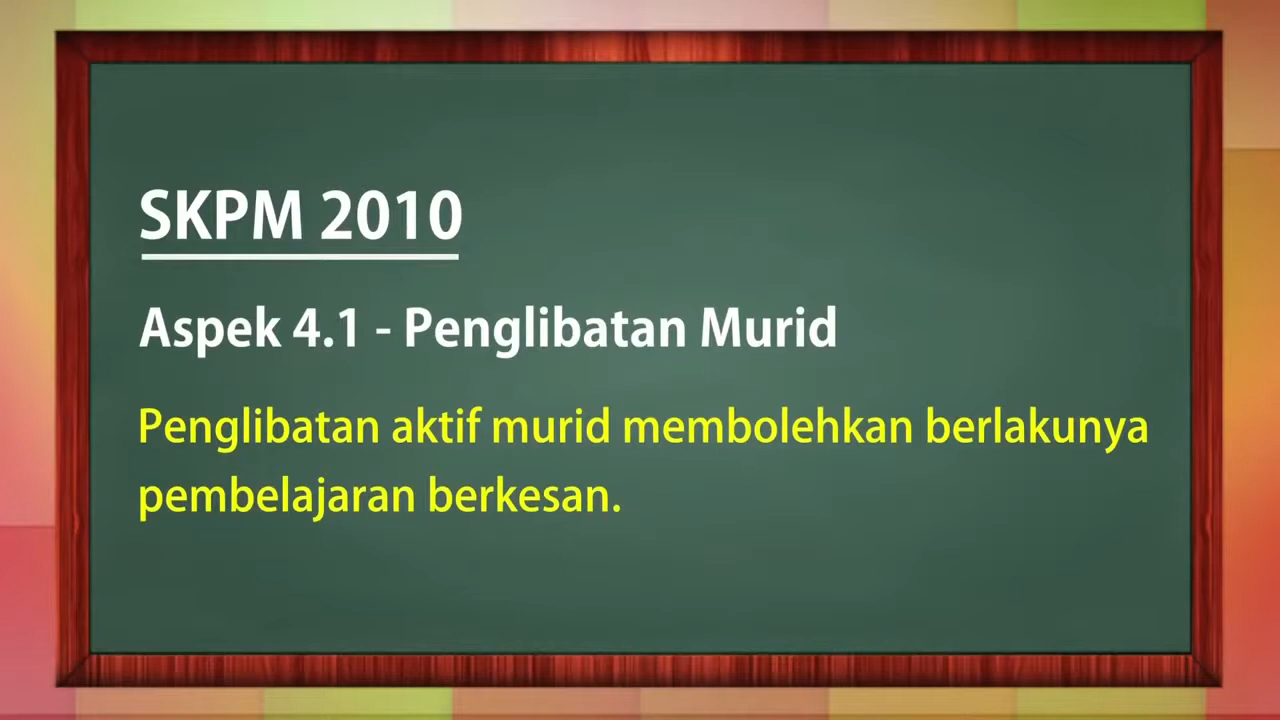 SKPM 2010
Aspek 4.1 - Penglibatan Murid
Penglibatan aktif murid membolehkan berlakunya
pembelajaran berkesan.